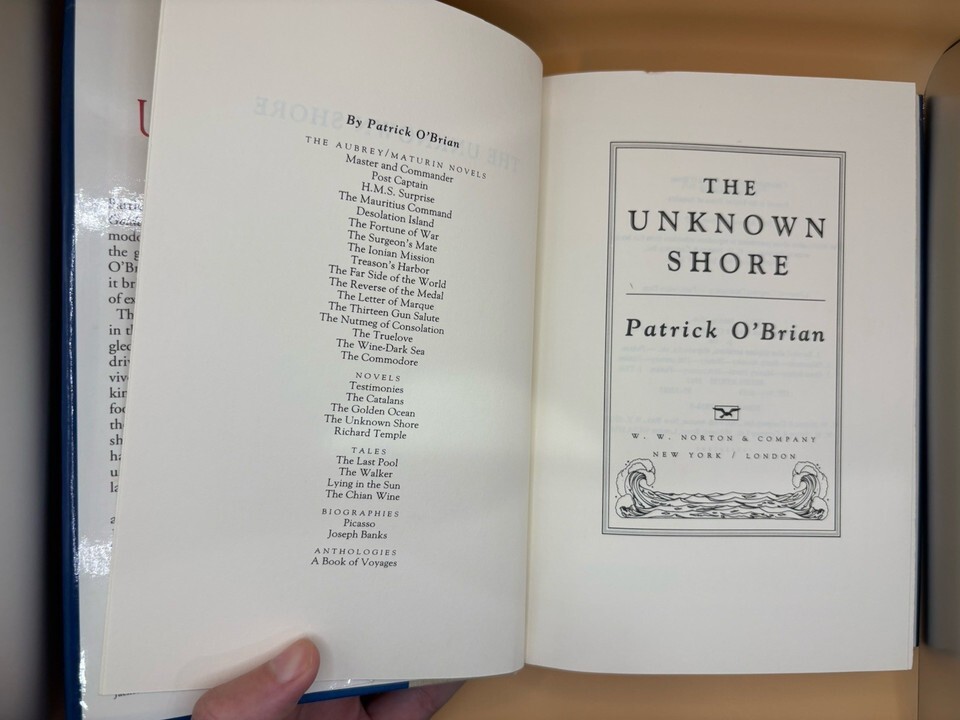 By Patrick O'Brian
THE AUBREY/MATURIN NOVELS
Master and Commander
Post Captain
H.M.S. Surprise
The Mauritius Command
Desolation Island
The Fortune of War
The Surgeon's Mate
The Ionian Mission
Treason's Harbor
The Far Side of the World
The Reverse of the Medal
The Letter of Marque
The Thirteen Gun Salute
The Nutmeg of Consolation
The Truelove
The Wine-Dark Sea
The Commodore
NOVELS
Testimonies
The Catalans
The Golden Ocean
The Unknown Shore
Richard Temple
TALES
The Last Pool
The Walker
Lying in the Sun
The Chian Wine
BIOGRAPHIES
Picasso
Joseph Banks
ANTHOLOGIES
A Book of Voyages
THE
UNKNOWN
SHORE
Patrick O'Brian
W. W. NORTON & COMPANY
NEW YORK / LONDON